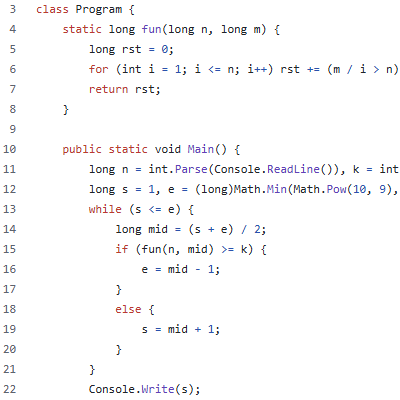 3 class Program {
4 static long fun(long n, long m) {
5 long rst = 0;
6 for (int i = 1; i <= n; i++) rst += (m / i > n)
7 return rst;
8 }
9
10 public static void Main() {
11 long n = int.Parse(Console.ReadLine()), k = int
12 long s = 1, e = (long)Math.Min(Math.Pow(10, 9),
13 while (s <= e) {
14 long mid = (s + e) / 2;
15 if (fun(n, mid) >= k) {
16 e = mid - 1;
17 }
18 else {
19 s = mid + 1;
20 }
21 }
22 Console.Write(s);